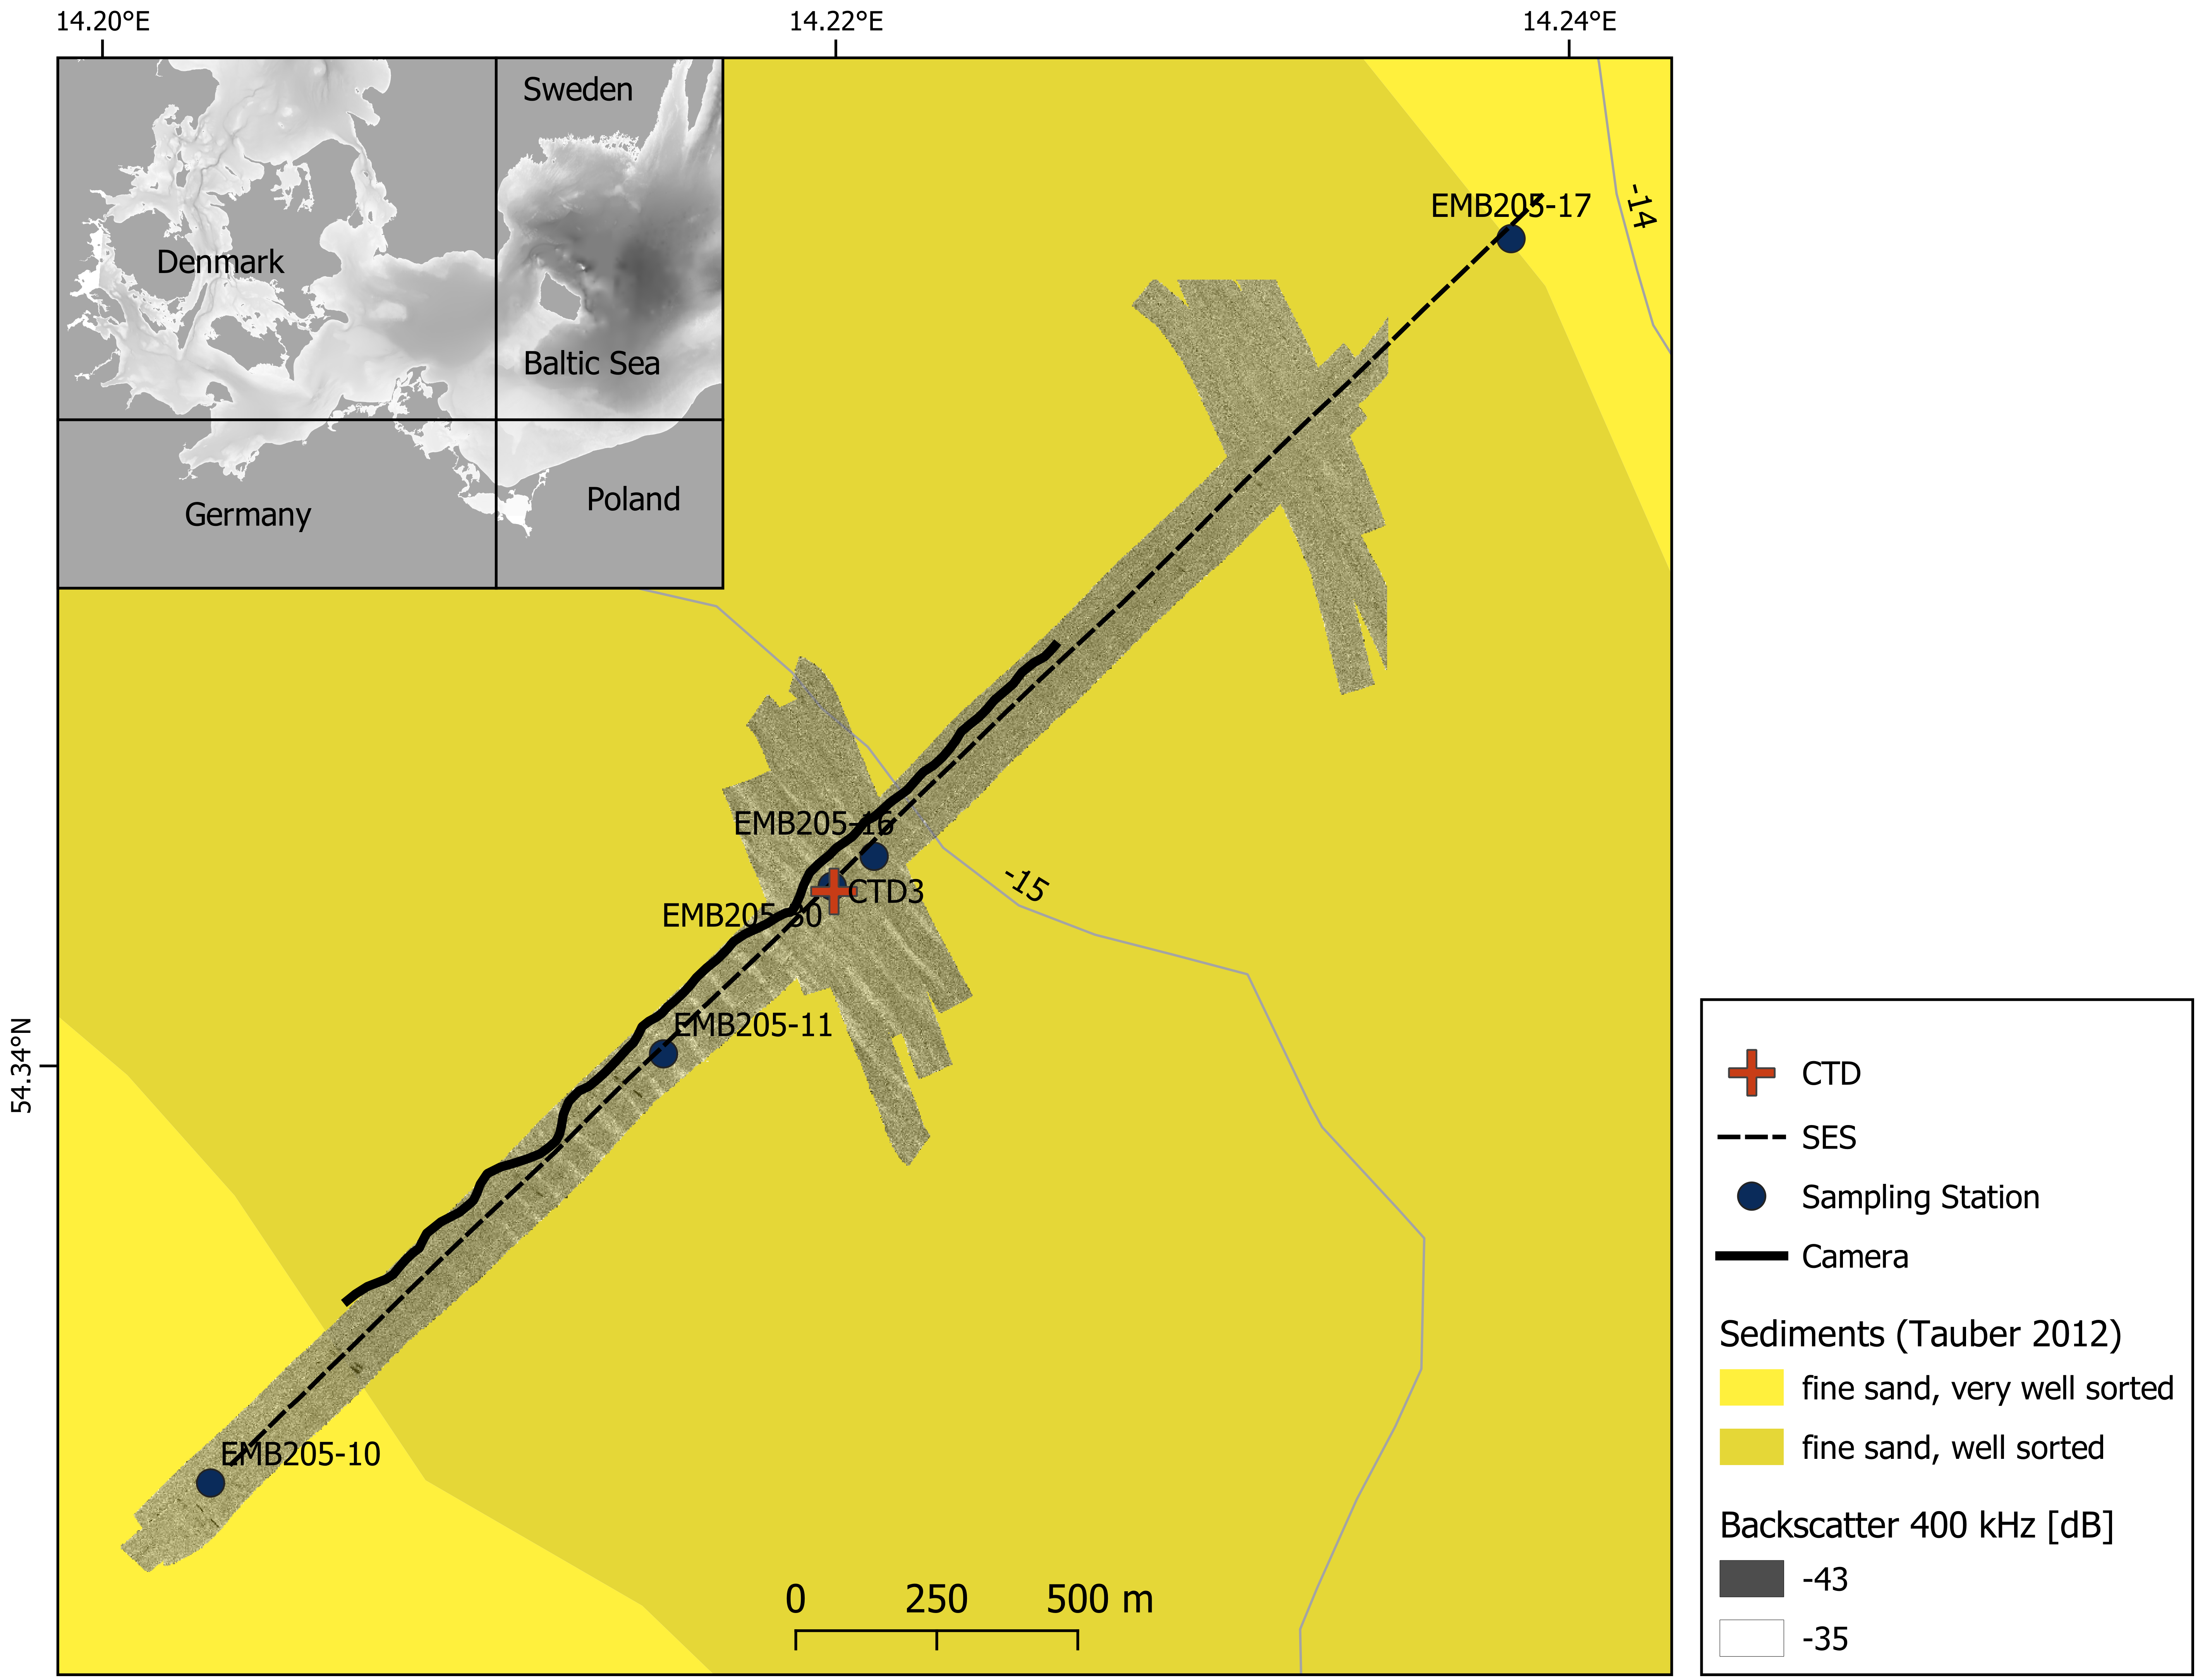 14.20°E
14.22°E
14.24°E
Sweden
Denmark
Baltic Sea
Germany
Poland
EMB205-17
-14
EMB205-16
CTD3
-15
EMB205-30
EMB205-11
54.34°N
EMB205-10
0 250 500 m
CTD
SES
Sampling Station
Camera
Sediments (Tauber 2012)
fine sand, very well sorted
fine sand, well sorted
Backscatter 400 kHz [dB]
-43
-35